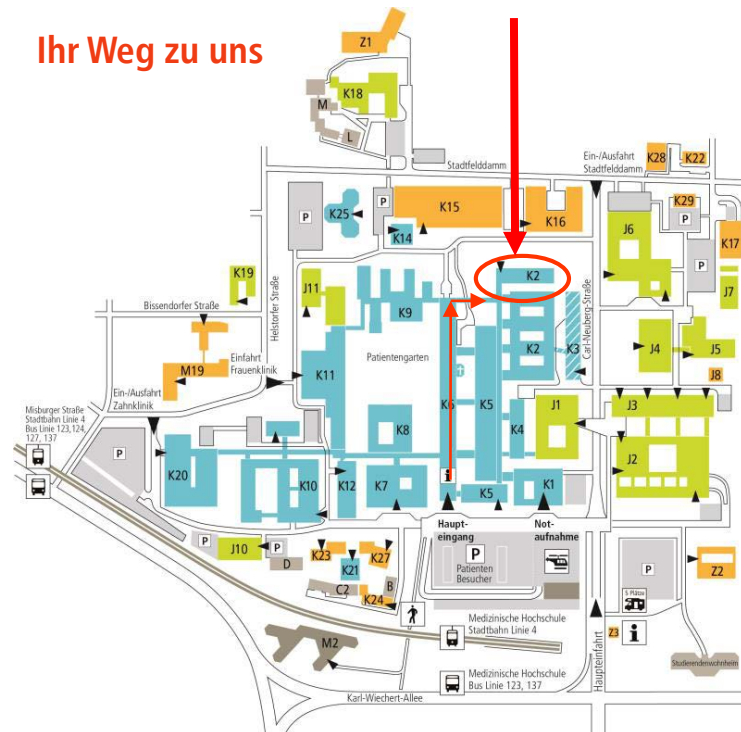 Ihr Weg zu uns
Z1
K18
M
L
Stadtfelddamm
Ein-/Ausfahrt
Stadtfelddamm
K28
K22
P
K25
P
K14
K15
K16
K29
P
J6
P
K17
K19
Helstorfer Straße
J11
K9
K2
Carl-Neuberg-Straße
J7
Bissendorfer Straße
M19
Einfahrt
Frauenklinik
K11
Patientengarten
K2
K3
J4
J5
J8
Ein-/Ausfahrt
Zahnklinik
Misburger Straße
Stadtbahn Linie 4
Bus Linie 123,124,
127, 137
K8
K6
K5
K4
J1
J3
J2
P
K20
K10
K12
K7
i
K5
K1
Haupt-
eingang
Not-
aufnahme
P
J10
P
D
K23
K21
K27
C2
B
K24
P
Patienten
Besucher
P
Z2
5 Plätze
Z3
i
Medizinische Hochschule
Stadtbahn Linie 4
M2
Haupteinfahrt
Studierendenwohnheim
Medizinische Hochschule
Bus Linie 123, 137
Karl-Wiechert-Allee